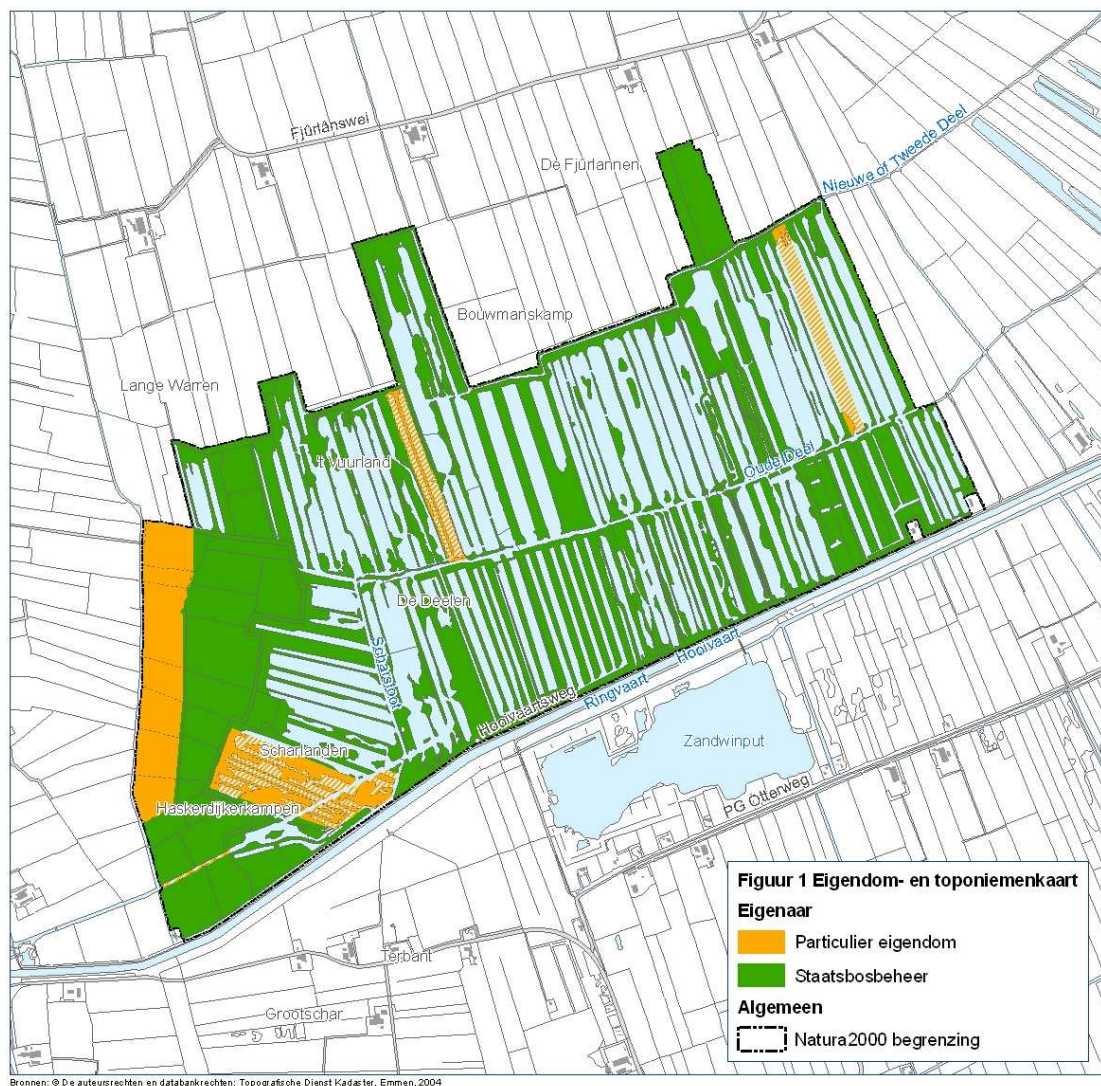 Fjûrlânswei
De Fjûrlannen
Nieuwe of Tweede Deel
Bouwmanskamp
Lange Warren
't Vuurland
Oude Deel
De Deelen
Scharsloot
Hooivaartsweg
Ringvaart
Hooivaart
Scharlanden
Zandwinput
Haskerdijkerkampen
PG Otterweg
Terbant
Grootschar
Figuur 1 Eigendom- en toponiemenkaart
Eigenaar
Particulier eigendom
Staatsbosbeheer
Algemeen
Natura2000 begrenzing
Bronnen: © De auteursrechten en databankrechten: Topografische Dienst Kadaster, Emmen, 2004